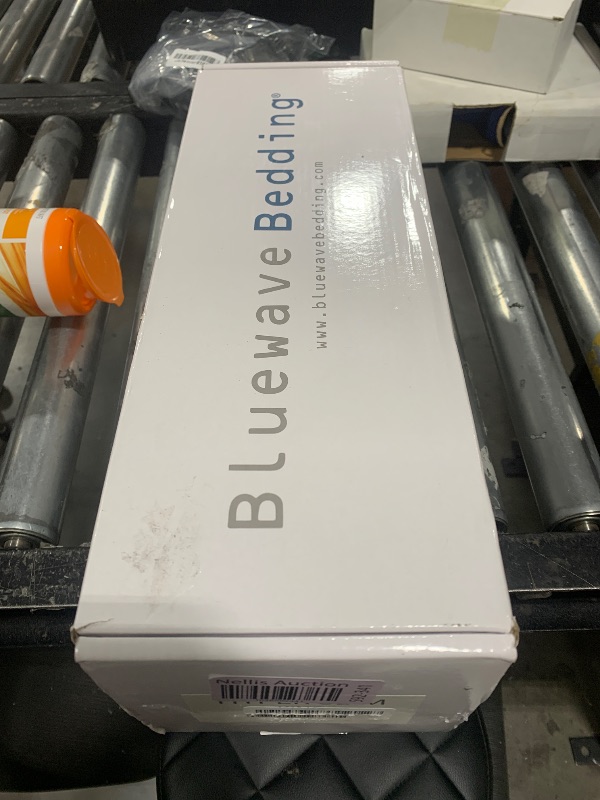 Bluewave Bedding®
www.bluewavebedding.com
Nellis Auction